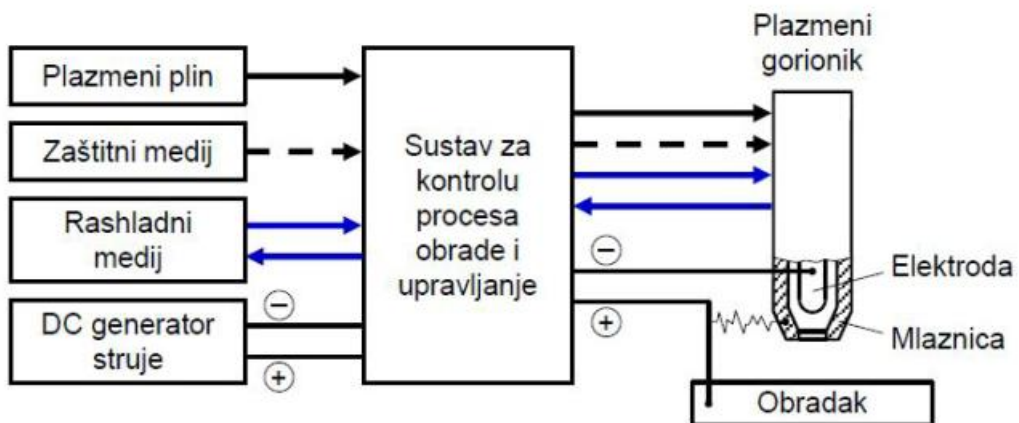 Plazmeni plin
Zaštitni medij
Rashladni
medij
DC generator
struje
−
+
Sustav za
kontrolu
procesa
obrade i
upravljanje
−
+
Plazmeni
gorionik
Elektroda
Mlaznica
Obradak